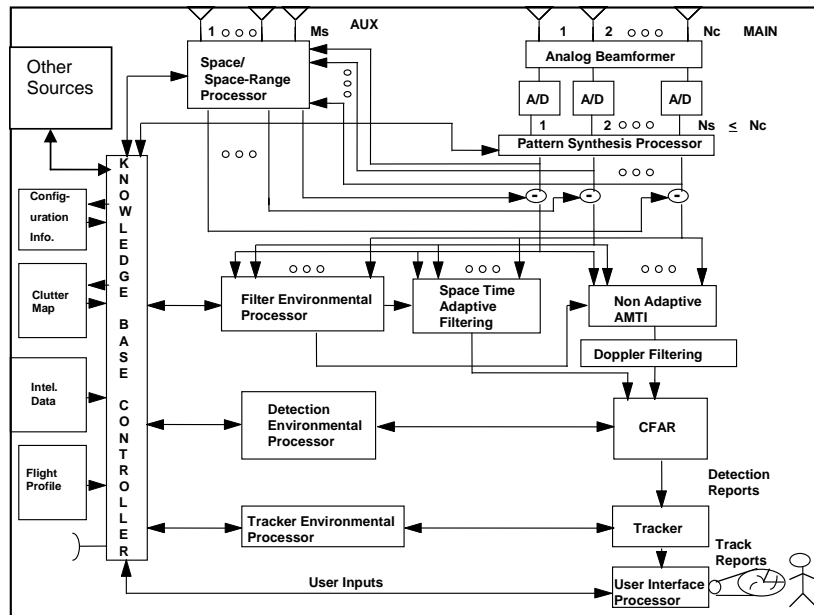 AUX
1
Ms
1
2
Nc
MAIN
Other
Sources
Space/
Space-Range
Processor
Analog Beamformer
A/D
A/D
A/D
1
2
Ns ≤ Nc
Pattern Synthesis Processor
KNOWLEDGE BASE CONTROLLER
-
-
-
Config-
uration
Info.
Clutter
Map
Filter Environmental
Processor
Space Time
Adaptive
Filtering
Non Adaptive
AMTI
Doppler Filtering
Intel.
Data
Detection
Environmental
Processor
CFAR
Flight
Profile
Detection
Reports
Tracker Environmental
Processor
Tracker
Track
Reports
User Inputs
User Interface
Processor